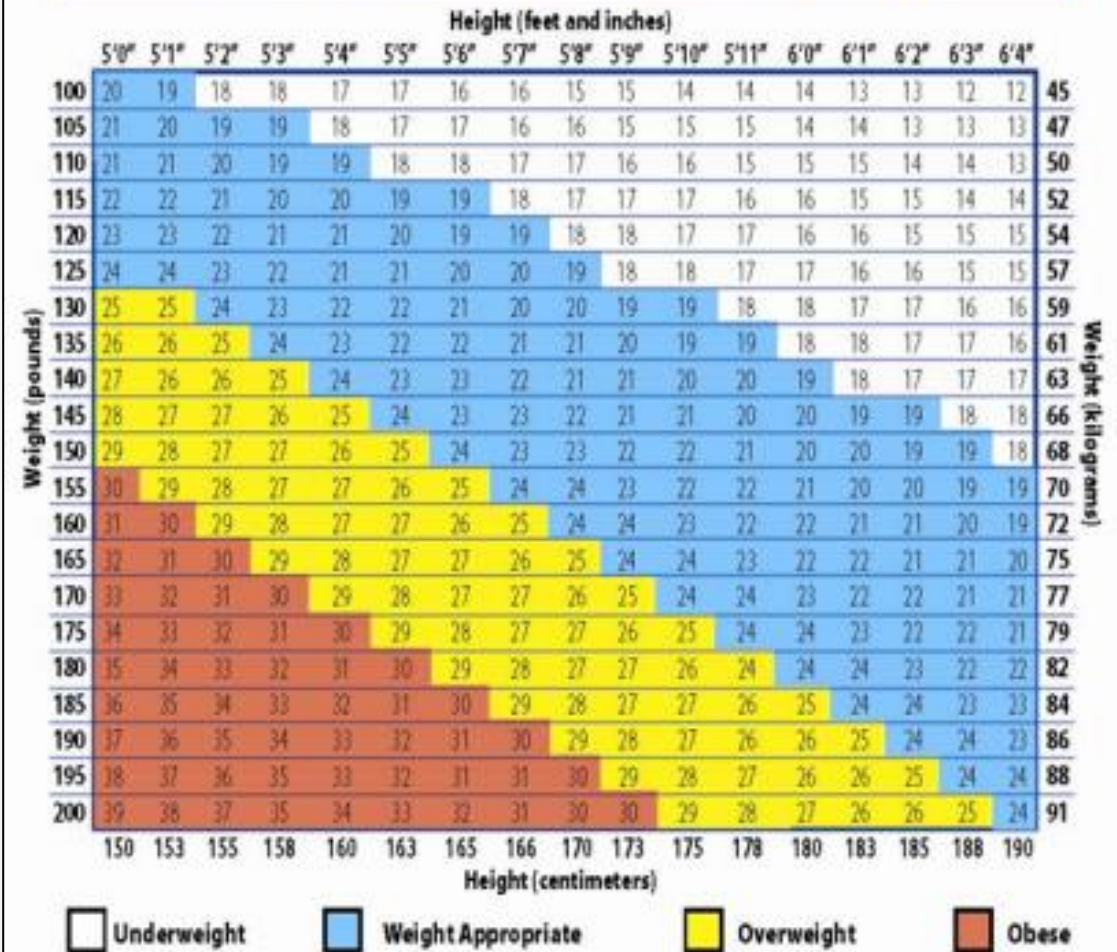 Height (feet and inches)
5'0" 5'1" 5'2" 5'3" 5'4" 5'5" 5'6" 5'7" 5'8" 5'9" 5'10" 5'11" 6'0" 6'1" 6'2" 6'3" 6'4"
100 20 19 18 18 17 17 16 16 15 15 14 14 14 13 13 12 12 45
105 21 20 19 19 18 17 17 16 16 15 15 15 14 14 13 13 13 47
110 21 21 20 19 19 18 18 17 17 16 16 15 15 15 14 14 13 50
115 22 22 21 20 20 19 19 18 17 17 17 16 16 15 15 14 14 52
120 23 23 22 21 21 20 19 19 18 18 17 17 16 16 15 15 15 54
125 24 24 23 22 21 21 20 20 19 18 18 17 17 16 16 15 15 57
130 25 25 24 23 22 22 21 20 20 19 19 18 18 17 17 16 16 59
135 26 26 25 24 23 22 22 21 21 20 19 19 18 18 17 17 16 61
140 27 26 26 25 24 23 23 22 21 21 20 20 19 18 17 17 17 63
145 28 27 27 26 25 24 23 23 22 21 21 20 20 19 19 18 18 66
150 29 28 27 27 26 25 24 23 23 22 22 21 20 20 19 19 18 68
155 30 29 28 27 27 26 25 24 24 23 22 22 21 20 20 19 19 70
160 31 30 29 28 27 27 26 25 24 24 23 22 22 21 21 20 19 72
165 32 31 30 29 28 27 27 26 25 24 24 23 22 22 21 21 20 75
170 33 32 31 30 29 28 27 27 26 25 24 24 23 22 22 21 21 77
175 34 33 32 31 30 29 28 27 27 26 25 24 24 23 22 22 21 79
180 35 34 33 32 31 30 29 28 27 27 26 24 24 24 23 22 22 82
185 36 35 34 33 32 31 30 29 28 27 27 26 25 24 24 23 23 84
190 37 36 35 34 33 32 31 30 29 28 27 26 26 25 24 24 23 86
195 38 37 36 35 33 32 31 31 30 29 28 27 26 26 25 24 24 88
200 39 38 37 35 34 33 32 31 30 30 29 28 27 26 26 25 24 91
150 153 155 158 160 163 165 166 170 173 175 178 180 183 185 188 190
Height (centimeters)
Weight (pounds)
Weight (kilograms)
Underweight Weight Appropriate Overweight Obese